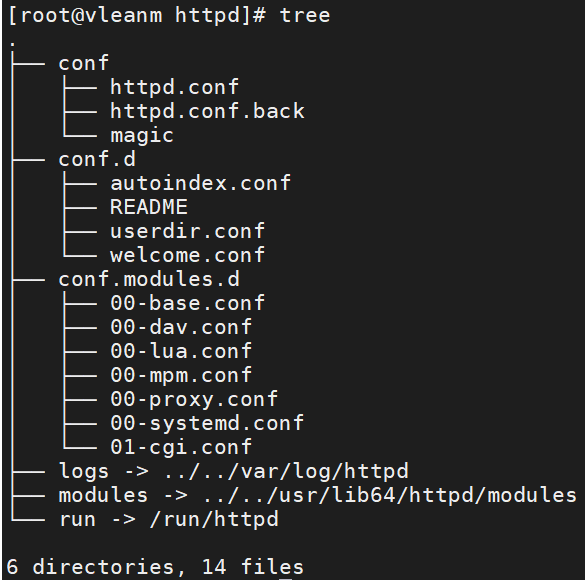 [root@vleanm httpd]# tree
.
├── conf
│   ├── httpd.conf
│   ├── httpd.conf.back
│   └── magic
├── conf.d
│   ├── autoindex.conf
│   ├── README
│   ├── userdir.conf
│   └── welcome.conf
├── conf.modules.d
│   ├── 00-base.conf
│   ├── 00-dav.conf
│   ├── 00-lua.conf
│   ├── 00-mpm.conf
│   ├── 00-proxy.conf
│   ├── 00-systemd.conf
│   └── 01-cgi.conf
├── logs -> ../../var/log/httpd
├── modules -> ../../usr/lib64/httpd/modules
└── run -> /run/httpd

6 directories, 14 files